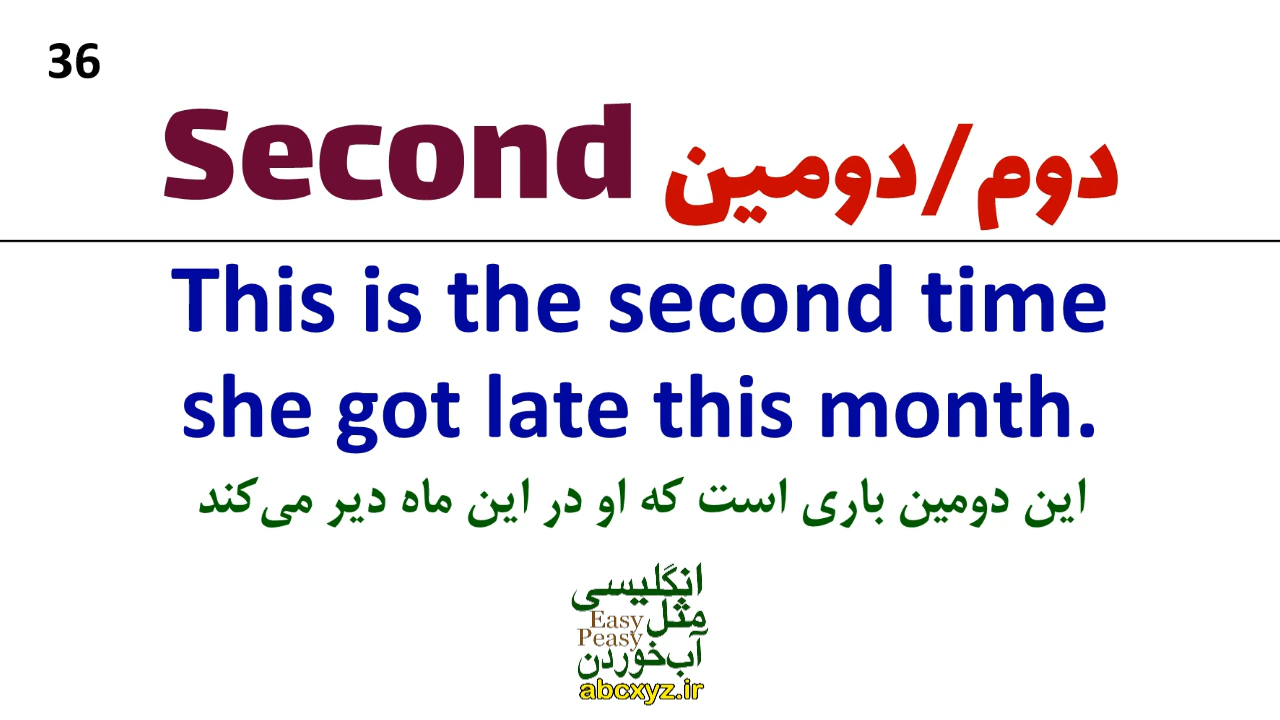 36
Second دوم/دومین
This is the second time
she got late this month.
این دومین باری است که او در این ماه دیر می‌کند
انگلیسی
مثل Easy
Peasy
آب‌خوردن
abcxyz.ir